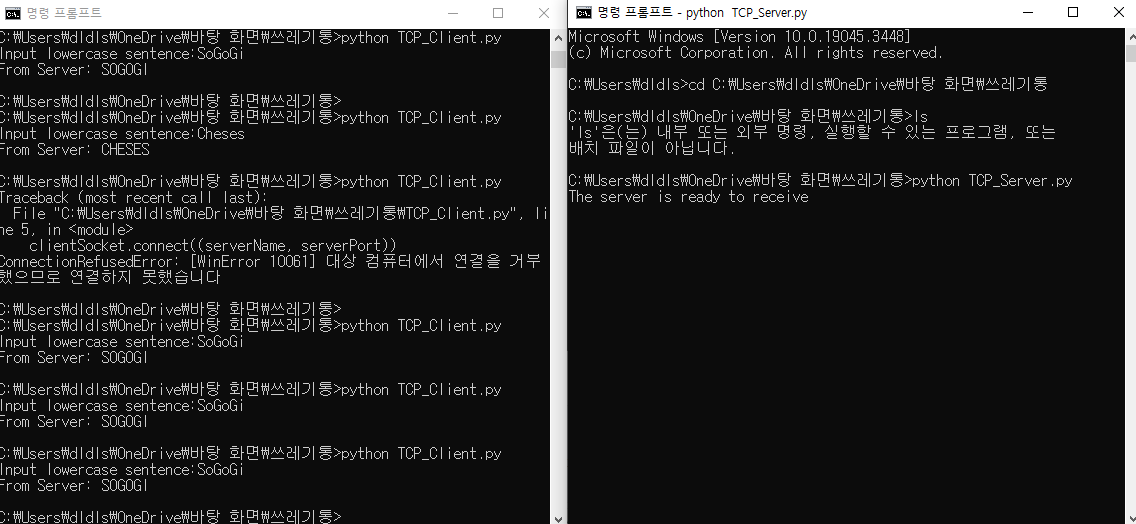 명령 프롬프트
C:₩Users₩dldls₩OneDrive₩바탕 화면₩쓰레기통>python TCP_Client.py
Input lowercase sentence:SoGoGi
From Server: SOGOGI
C:₩Users₩dldls₩OneDrive₩바탕 화면₩쓰레기통>
C:₩Users₩dldls₩OneDrive₩바탕 화면₩쓰레기통>python TCP_Client.py
Input lowercase sentence:Cheses
From Server: CHESES
C:₩Users₩dldls₩OneDrive₩바탕 화면₩쓰레기통>python TCP_Client.py
Traceback (most recent call last):
File "C:₩Users₩dldls₩OneDrive₩바탕 화면₩쓰레기통₩TCP_Client.py", li
ne 5, in <module>
clientSocket.connect((serverName, serverPort))
ConnectionRefusedError: [WinError 10061] 대상 컴퓨터에서 연결을 거부
했으므로 연결하지 못했습니다
C:₩Users₩dldls₩OneDrive₩바탕 화면₩쓰레기통>
C:₩Users₩dldls₩OneDrive₩바탕 화면₩쓰레기통>python TCP_Client.py
Input lowercase sentence:SoGoGi
From Server: SOGOGI
C:₩Users₩dldls₩OneDrive₩바탕 화면₩쓰레기통>python TCP_Client.py
Input lowercase sentence:SoGoGi
From Server: SOGOGI
C:₩Users₩dldls₩OneDrive₩바탕 화면₩쓰레기통>python TCP_Client.py
Input lowercase sentence:SoGoGi
From Server: SOGOGI
C:₩Users₩dldls₩OneDrive₩바탕 화면₩쓰레기통>
명령 프롬프트 - python  TCP_Server.py
Microsoft Windows [Version 10.0.19045.3448]
(c) Microsoft Corporation. All rights reserved.
C:₩Users₩dldls>cd C:₩Users₩dldls₩OneDrive₩바탕 화면₩쓰레기통
C:₩Users₩dldls₩OneDrive₩바탕 화면₩쓰레기통>ls
'ls'은(는) 내부 또는 외부 명령, 실행할 수 있는 프로그램, 또는
배치 파일이 아닙니다.
C:₩Users₩dldls₩OneDrive₩바탕 화면₩쓰레기통>python TCP_Server.py
The server is ready to receive